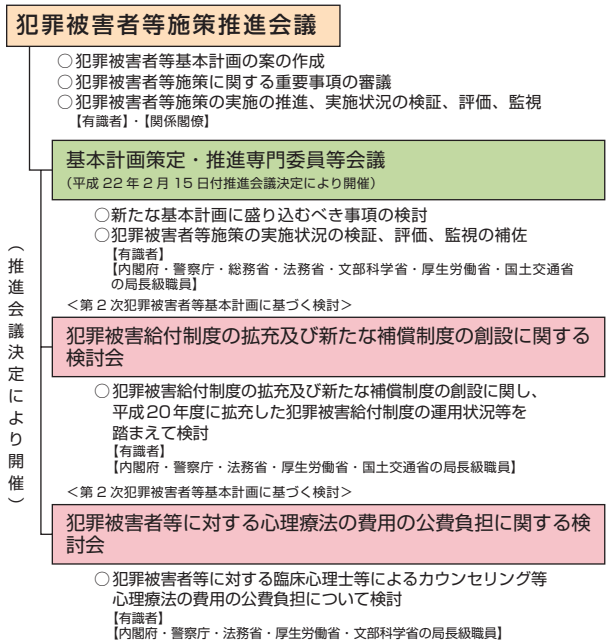 犯罪被害者等施策推進会議
○犯罪被害者等基本計画の案の作成
○犯罪被害者等施策に関する重要事項の審議
○犯罪被害者等施策の実施の推進、実施状況の検証、評価、監視
【有識者】・【関係閣僚】
基本計画策定・推進専門委員等会議
(平成22年2月15日付推進会議決定により開催)
○新たな基本計画に盛り込むべき事項の検討
○犯罪被害者等施策の実施状況の検証、評価、監視の補佐
【有識者】
【内閣府・警察庁・総務省・法務省・文部科学省・厚生労働省・国土交通省
の局長級職員】
<第2次犯罪被害者等基本計画に基づく検討>
犯罪被害給付制度の拡充及び新たな補償制度の創設に関する
検討会
○犯罪被害給付制度の拡充及び新たな補償制度の創設に関し、
平成20年度に拡充した犯罪被害給付制度の運用状況等を
踏まえて検討
【有識者】
【内閣府・警察庁・法務省・厚生労働省・国土交通省の局長級職員】
<第2次犯罪被害者等基本計画に基づく検討>
犯罪被害者等に対する心理療法の費用の公費負担に関する検
討会
○犯罪被害者等に対する臨床心理士等によるカウンセリング等
心理療法の費用の公費負担について検討
【有識者】
【内閣府・警察庁・法務省・厚生労働省・文部科学省の局長級職員】
(推進会議決定により開催)